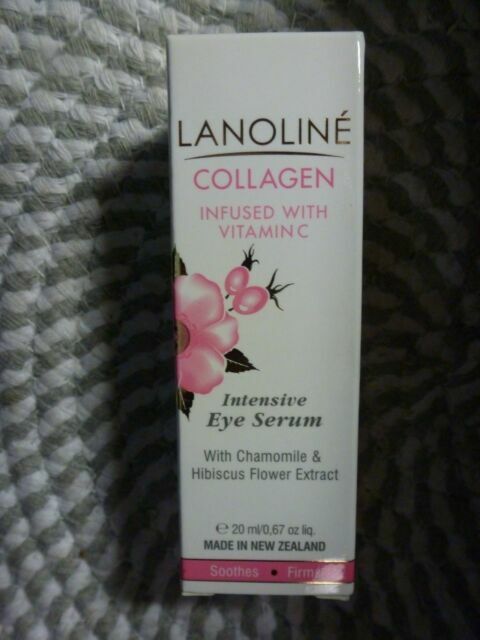 LANOLINÉ
COLLAGEN
INFUSED WITH
VITAMIN C
Intensive
Eye Serum
With Chamomile &
Hibiscus Flower Extract
℮ 20 ml/0,67 oz liq.
MADE IN NEW ZEALAND
Soothes •